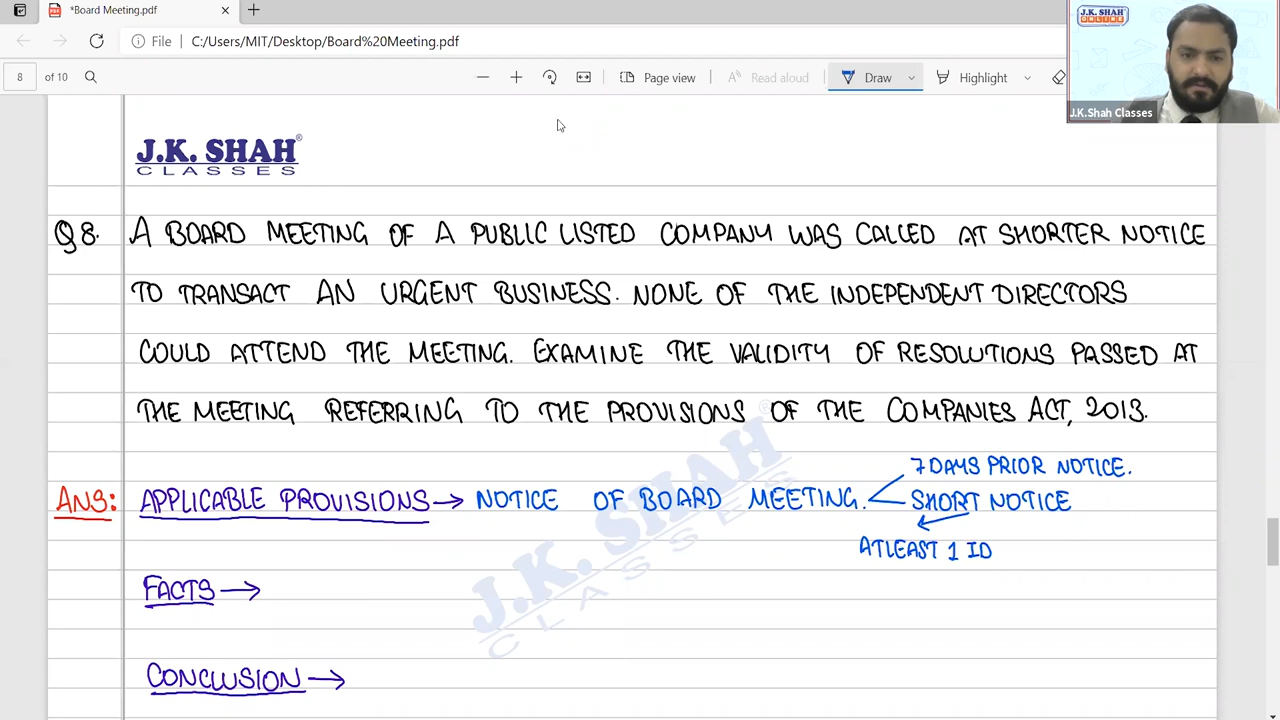 *Board Meeting.pdf
File C:/Users/MIT/Desktop/Board%20Meeting.pdf
8 of 10 Page view Read aloud Draw Highlight
J.K. SHAH ONLINE
J.K.Shah Classes
J.K. SHAH®
CLASSES
Q8. A BOARD MEETING OF A PUBLIC LISTED COMPANY WAS CALLED AT SHORTER NOTICE
TO TRANSACT AN URGENT BUSINESS. NONE OF THE INDEPENDENT DIRECTORS
COULD ATTEND THE MEETING. EXAMINE THE VALIDITY OF RESOLUTIONS PASSED AT
THE MEETING REFERRING TO THE PROVISIONS OF THE COMPANIES ACT, 2013.
7 DAYS PRIOR NOTICE.
ANS: APPLICABLE PROVISIONS → NOTICE OF BOARD MEETING. SHORT NOTICE
ATLEAST 1 ID
FACTS →
CONCLUSION →
J.K. SHAH®
CLASSES